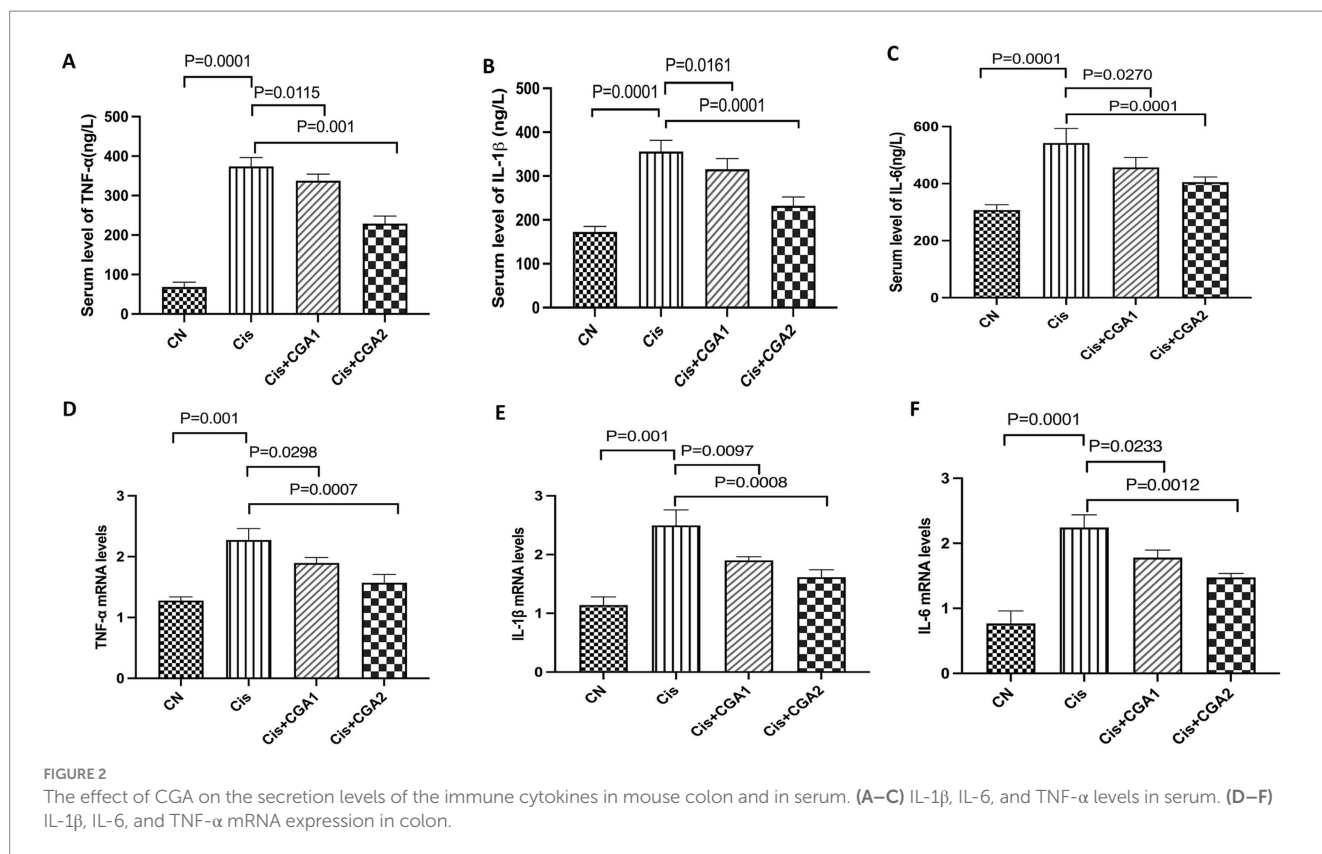 A
P=0.0001
P=0.0115
P=0.001
Serum level of TNF-α(ng/L)
500
400
300
200
100
0
CN
Cis
Cis+CGA1
Cis+CGA2
B
P=0.0161
P=0.0001
P=0.0001
Serum level of IL-1β (ng/L)
500
400
300
200
100
0
CN
Cis
Cis+CGA1
Cis+CGA2
C
P=0.0001
P=0.0270
P=0.0001
Serum level of IL-6(ng/L)
600
400
200
0
CN
Cis
Cis+CGA1
Cis+CGA2
D
P=0.001
P=0.0298
P=0.0007
TNF-α mRNA levels
3
2
1
0
CN
Cis
Cis+CGA1
Cis+CGA2
E
P=0.001
P=0.0097
P=0.0008
IL-1β mRNA levels
3
2
1
0
CN
Cis
Cis+CGA1
Cis+CGA2
F
P=0.0001
P=0.0233
P=0.0012
IL-6 mRNA levels
3
2
1
0
CN
Cis
Cis+CGA1
Cis+CGA2
FIGURE 2
The effect of CGA on the secretion levels of the immune cytokines in mouse colon and in serum. (A–C) IL-1β, IL-6, and TNF-α levels in serum. (D–F)
IL-1β, IL-6, and TNF-α mRNA expression in colon.